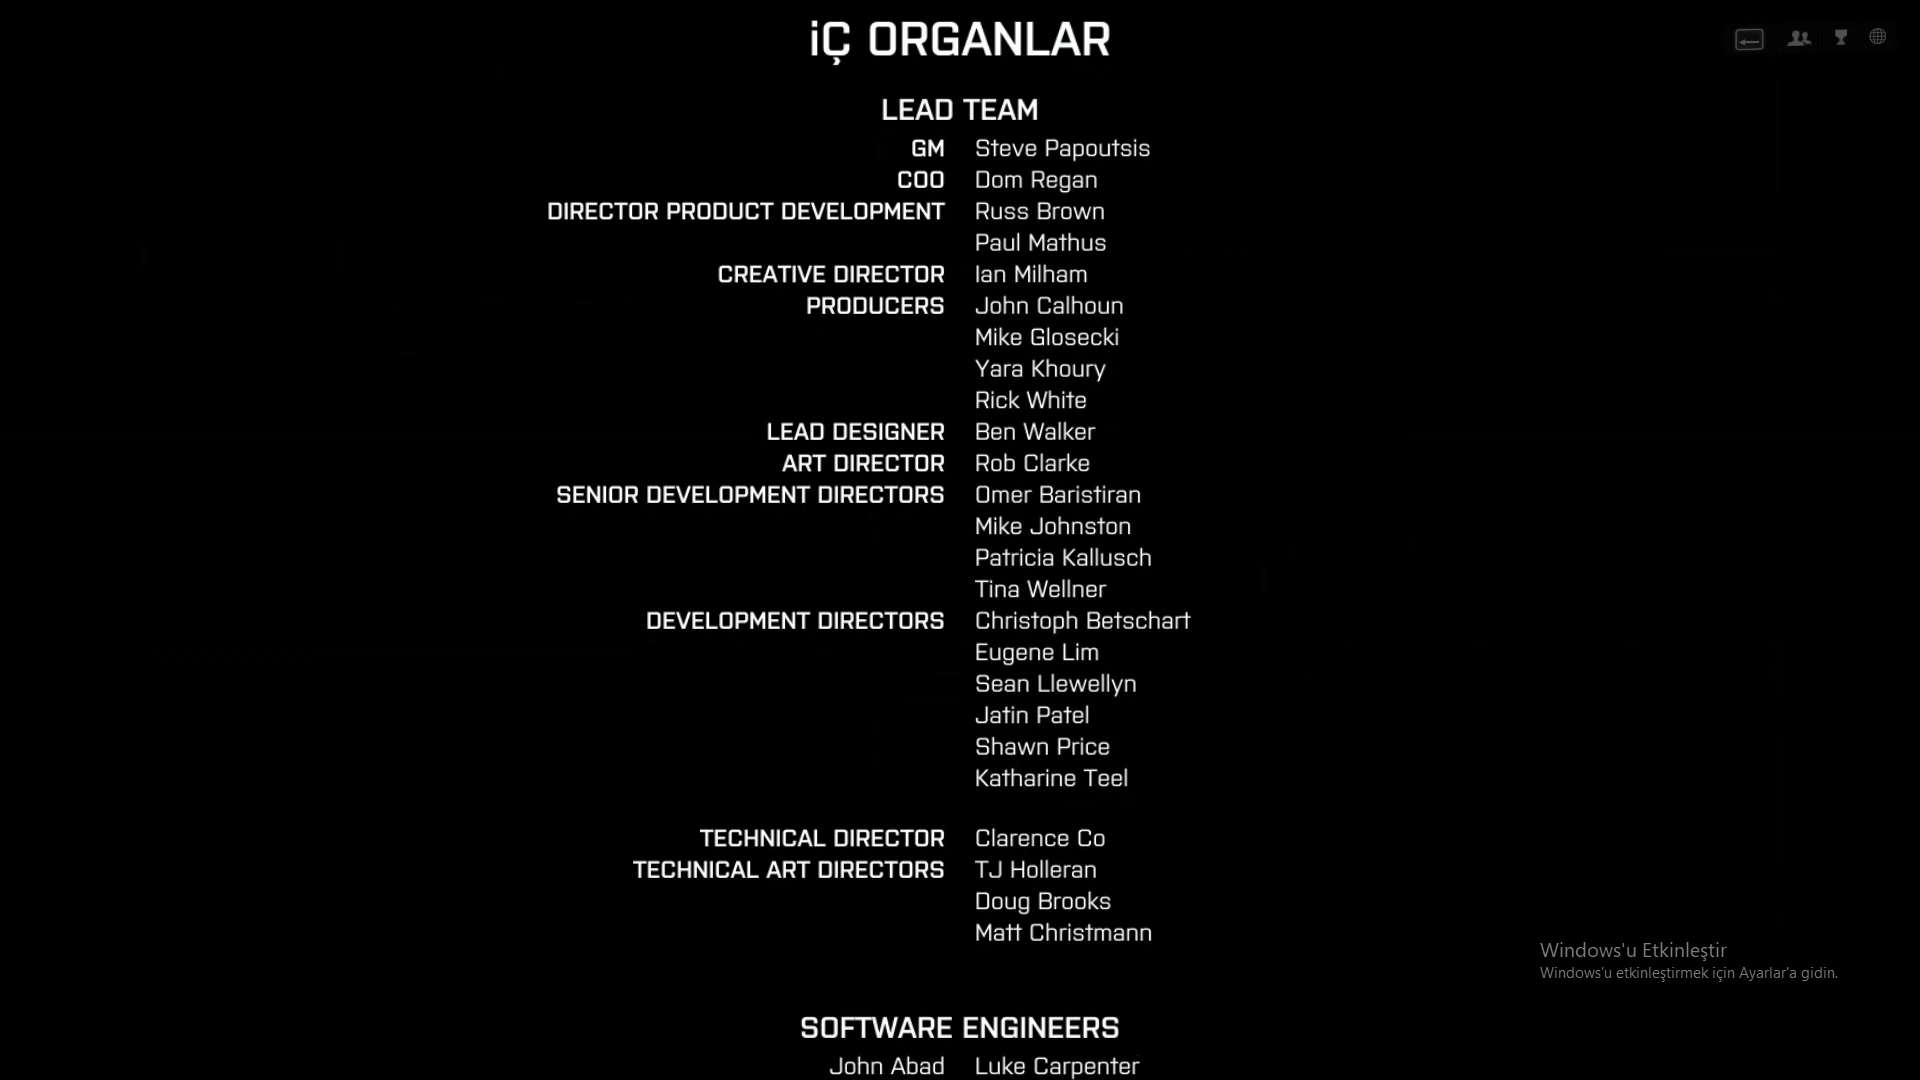 iÇ ORGANLAR
LEAD TEAM
GM Steve Papoutsis
COO Dom Regan
DIRECTOR PRODUCT DEVELOPMENT Russ Brown
Paul Mathus
CREATIVE DIRECTOR Ian Milham
PRODUCERS John Calhoun
Mike Glosecki
Yara Khoury
Rick White
LEAD DESIGNER Ben Walker
ART DIRECTOR Rob Clarke
SENIOR DEVELOPMENT DIRECTORS Omer Baristiran
Mike Johnston
Patricia Kallusch
Tina Wellner
DEVELOPMENT DIRECTORS Christoph Betschart
Eugene Lim
Sean Llewellyn
Jatin Patel
Shawn Price
Katharine Teel
TECHNICAL DIRECTOR Clarence Co
TECHNICAL ART DIRECTORS TJ Holleran
Doug Brooks
Matt Christmann
Windows'u Etkinleştir
Windows'u etkinleştirmek için Ayarlar'a gidin.
SOFTWARE ENGINEERS
John Abad Luke Carpenter